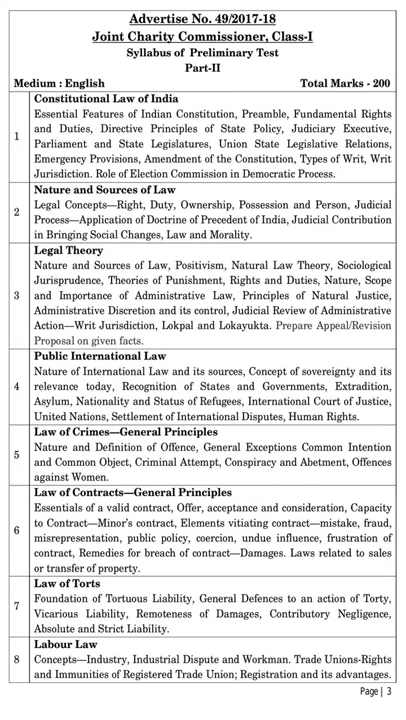 Advertise No. 49/2017-18
Joint Charity Commissioner, Class-I
Syllabus of Preliminary Test
Part-II
Medium : English Total Marks - 200
Constitutional Law of India
Essential Features of Indian Constitution, Preamble, Fundamental Rights
and Duties, Directive Principles of State Policy, Judiciary Executive,
1 Parliament and State Legislatures, Union State Legislative Relations,
Emergency Provisions, Amendment of the Constitution, Types of Writ, Writ
Jurisdiction. Role of Election Commission in Democratic Process.
Nature and Sources of Law
2 Legal Concepts—Right, Duty, Ownership, Possession and Person, Judicial
Process—Application of Doctrine of Precedent of India, Judicial Contribution
in Bringing Social Changes, Law and Morality.
Legal Theory
Nature and Sources of Law, Positivism, Natural Law Theory, Sociological
Jurisprudence, Theories of Punishment, Rights and Duties, Nature, Scope
3 and Importance of Administrative Law, Principles of Natural Justice,
Administrative Discretion and its control, Judicial Review of Administrative
Action—Writ Jurisdiction, Lokpal and Lokayukta. Prepare Appeal/Revision
Proposal on given facts.
Public International Law
Nature of International Law and its sources, Concept of sovereignty and its
4 relevance today, Recognition of States and Governments, Extradition,
Asylum, Nationality and Status of Refugees, International Court of Justice,
United Nations, Settlement of International Disputes, Human Rights.
Law of Crimes—General Principles
5 Nature and Definition of Offence, General Exceptions Common Intention
and Common Object, Criminal Attempt, Conspiracy and Abetment, Offences
against Women.
Law of Contracts—General Principles
Essentials of a valid contract, Offer, acceptance and consideration, Capacity
6 to Contract—Minor's contract, Elements vitiating contract—mistake, fraud,
misrepresentation, public policy, coercion, undue influence, frustration of
contract, Remedies for breach of contract—Damages. Laws related to sales
or transfer of property.
Law of Torts
7 Foundation of Tortuous Liability, General Defences to an action of Torty,
Vicarious Liability, Remoteness of Damages, Contributory Negligence,
Absolute and Strict Liability.
Labour Law
8 Concepts—Industry, Industrial Dispute and Workman. Trade Unions-Rights
and Immunities of Registered Trade Union; Registration and its advantages.
Page | 3